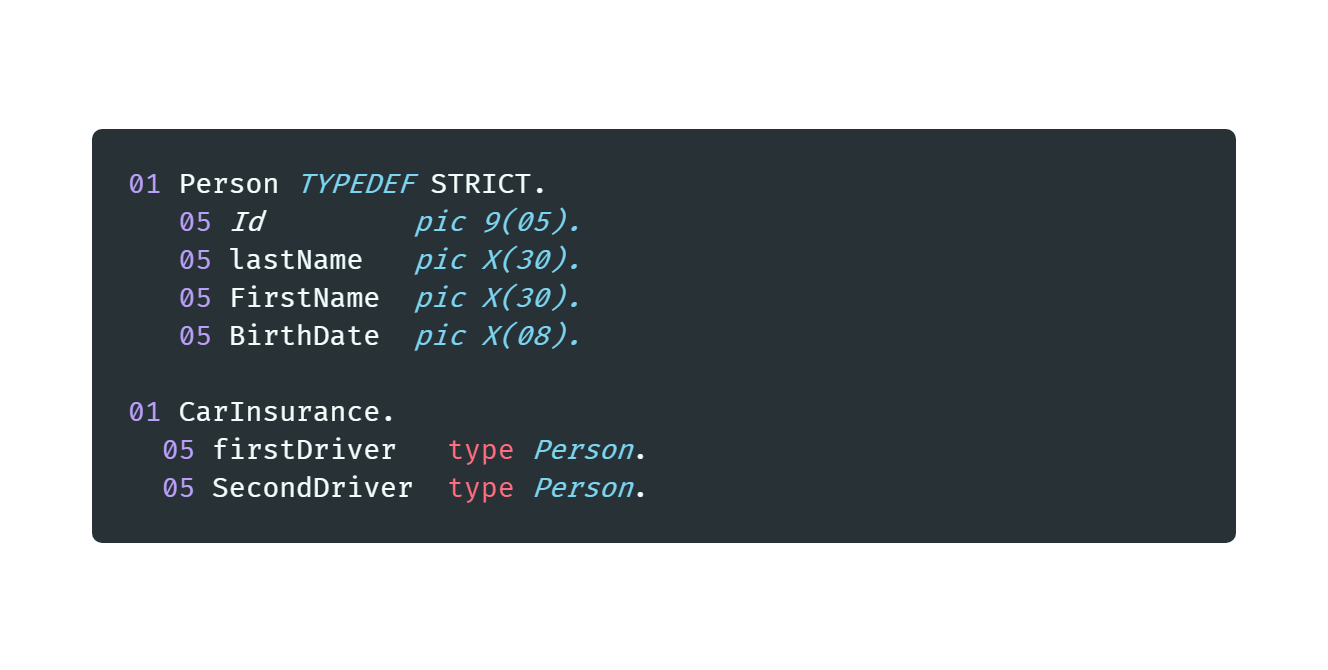 01 Person TYPEDEF STRICT.
   05 Id         pic 9(05).
   05 lastName   pic X(30).
   05 FirstName  pic X(30).
   05 BirthDate  pic X(08).

01 CarInsurance.
  05 firstDriver   type Person.
  05 SecondDriver  type Person.